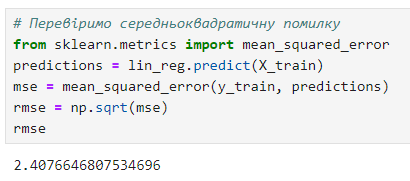 # Перевіримо середньоквадратичну помилку
from sklearn.metrics import mean_squared_error
predictions = lin_reg.predict(X_train)
mse = mean_squared_error(y_train, predictions)
rmse = np.sqrt(mse)
rmse
2.4076646807534696